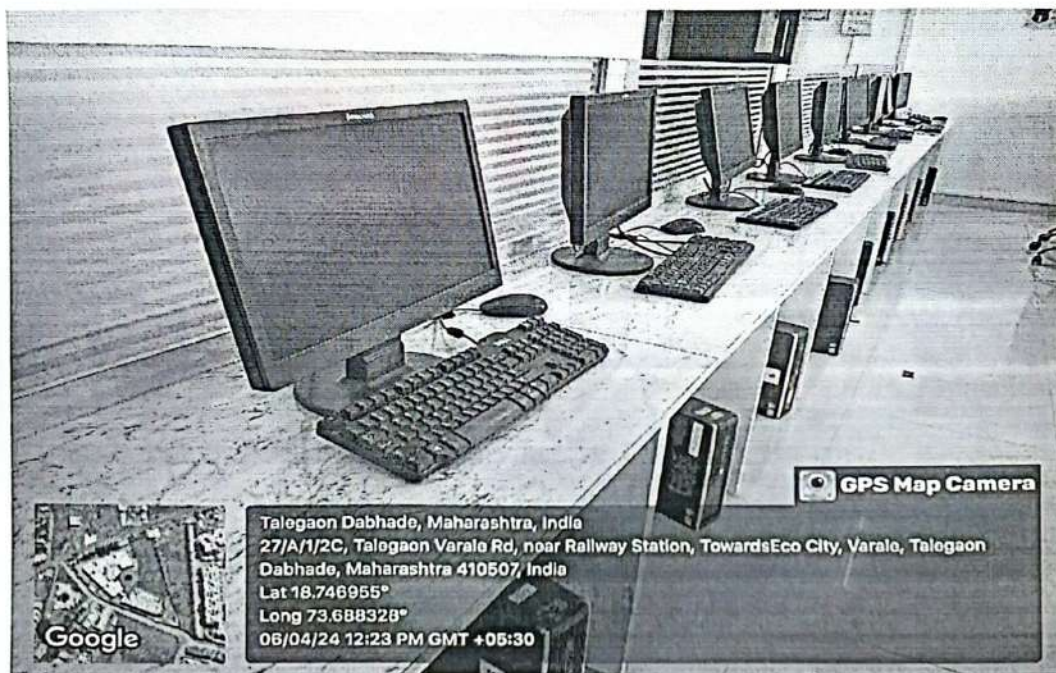 GPS Map Camera
Talegaon Dabhade, Maharashtra, India
27/A/1/2C, Talegaon Varale Rd, near Railway Station, TowardsEco City, Varale, Talegaon
Dabhade, Maharashtra 410507, India
Lat 18.746955°
Long 73.688328°
06/04/24 12:23 PM GMT +05:30
Google